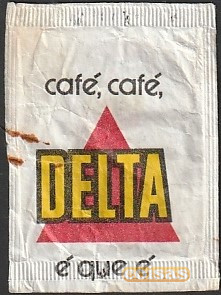 café, café,
DELTA
é que é